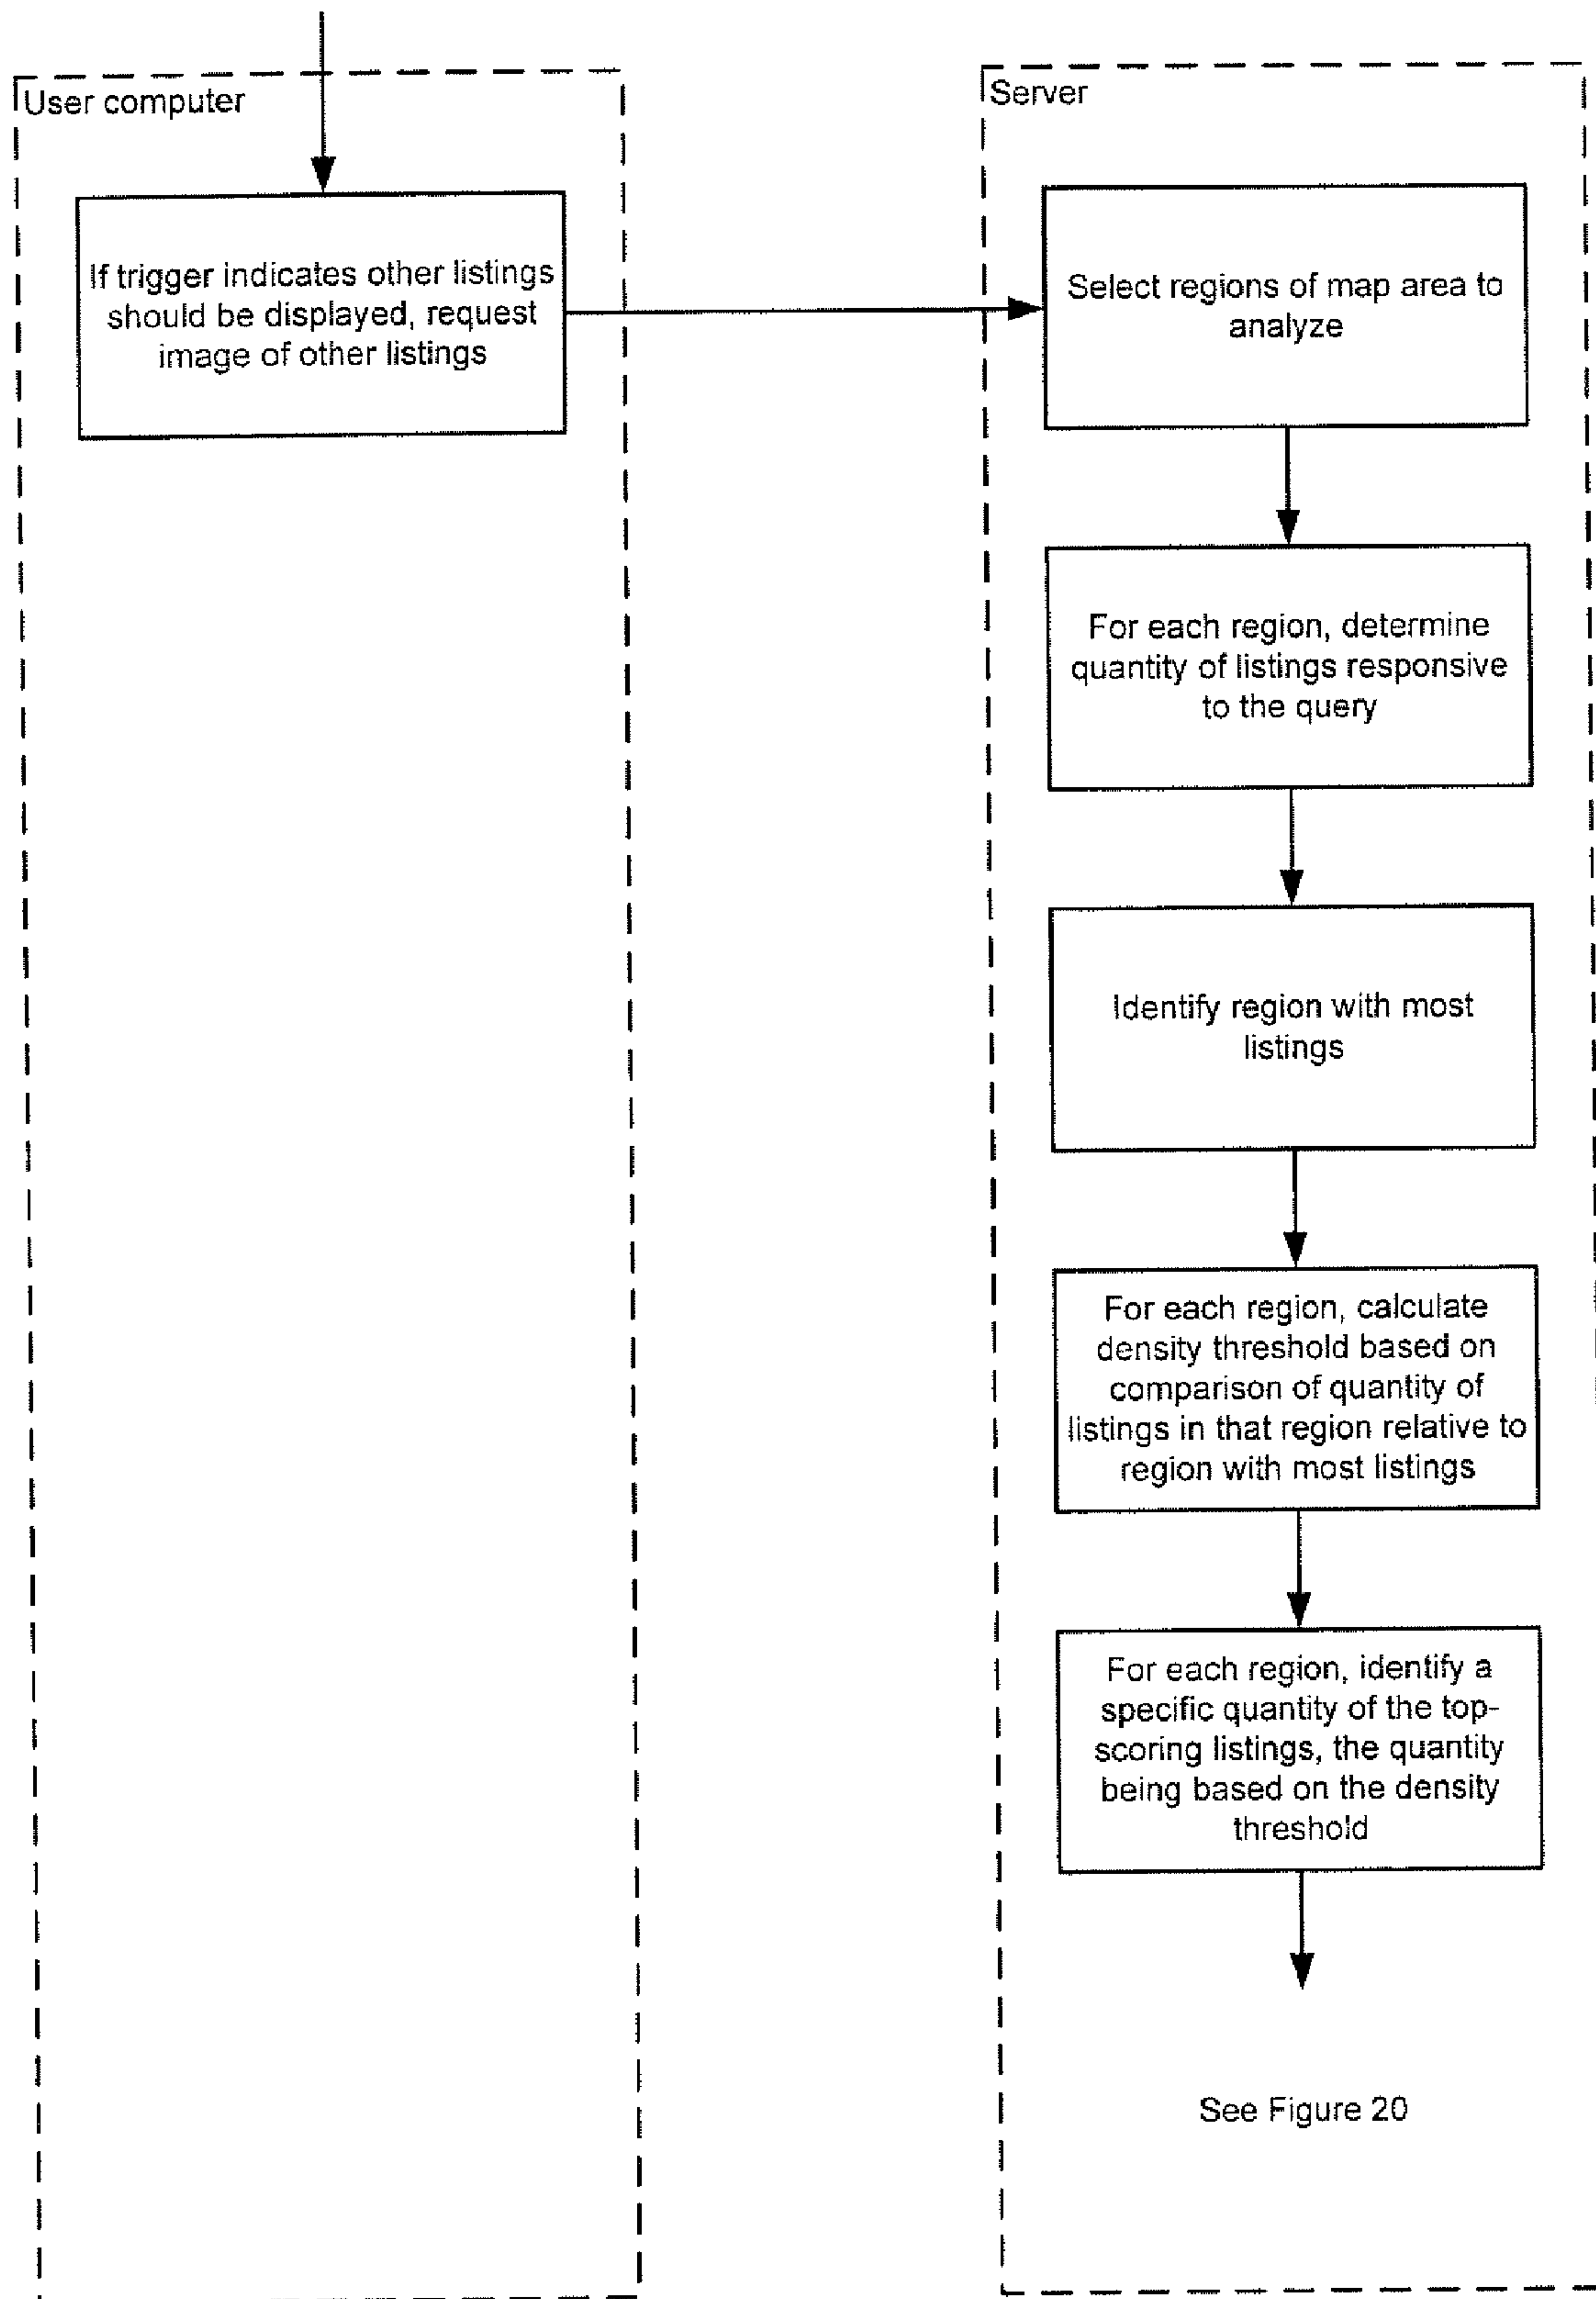 User computer
If trigger indicates other listings
should be displayed, request
image of other listings
Server
Select regions of map area to
analyze
For each region, determine
quantity of listings responsive
to the query
Identify region with most
listings
For each region, calculate
density threshold based on
comparison of quantity of
listings in that region relative to
region with most listings
For each region, identify a
specific quantity of the top-
scoring listings, the quantity
being based on the density
threshold
See Figure 20